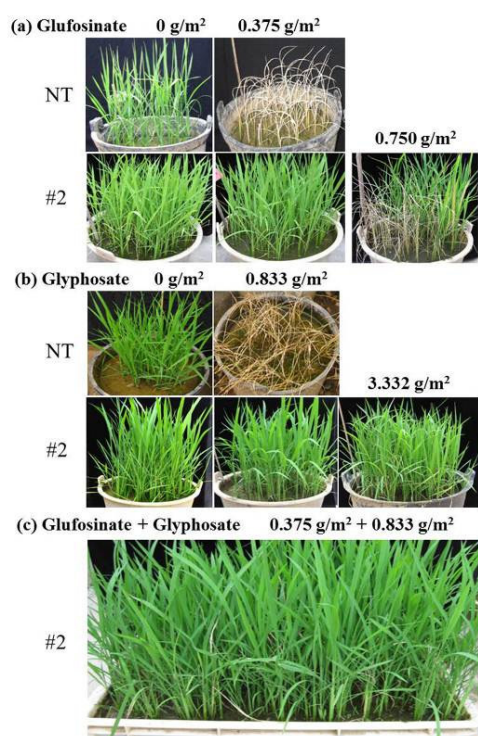 (a) Glufosinate 0 g/m² 0.375 g/m²
NT
0.750 g/m²
#2
(b) Glyphosate 0 g/m² 0.833 g/m²
NT
3.332 g/m²
#2
(c) Glufosinate + Glyphosate 0.375 g/m² + 0.833 g/m²
#2